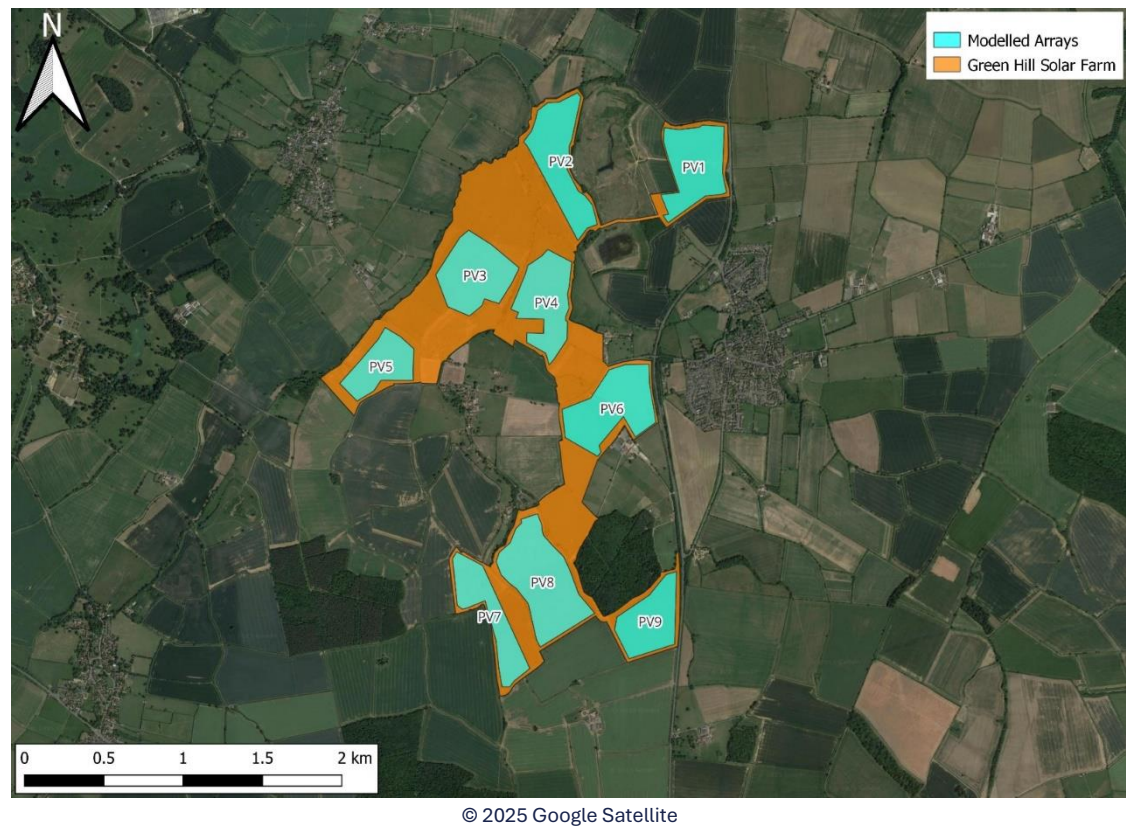 N
Modelled Arrays
Green Hill Solar Farm
PV2
PV1
PV3
PV4
PV5
PV6
PV8
PV7
PV9
0 0.5 1 1.5 2 km
© 2025 Google Satellite